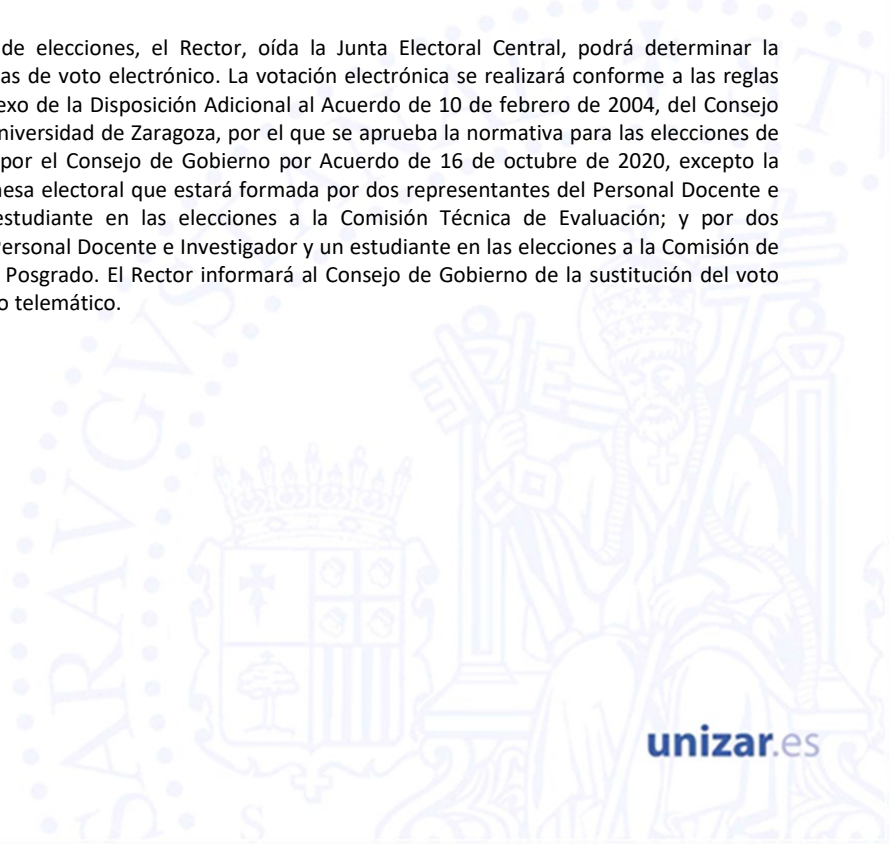 de elecciones, el Rector, oída la Junta Electoral Central, podrá determinar la
as de voto electrónico. La votación electrónica se realizará conforme a las reglas
exo de la Disposición Adicional al Acuerdo de 10 de febrero de 2004, del Consejo
niversidad de Zaragoza, por el que se aprueba la normativa para las elecciones de
por el Consejo de Gobierno por Acuerdo de 16 de octubre de 2020, excepto la
esa electoral que estará formada por dos representantes del Personal Docente e
estudiante en las elecciones a la Comisión Técnica de Evaluación; y por dos
Personal Docente e Investigador y un estudiante en las elecciones a la Comisión de
Posgrado. El Rector informará al Consejo de Gobierno de la sustitución del voto
o telemático.
unizar.es